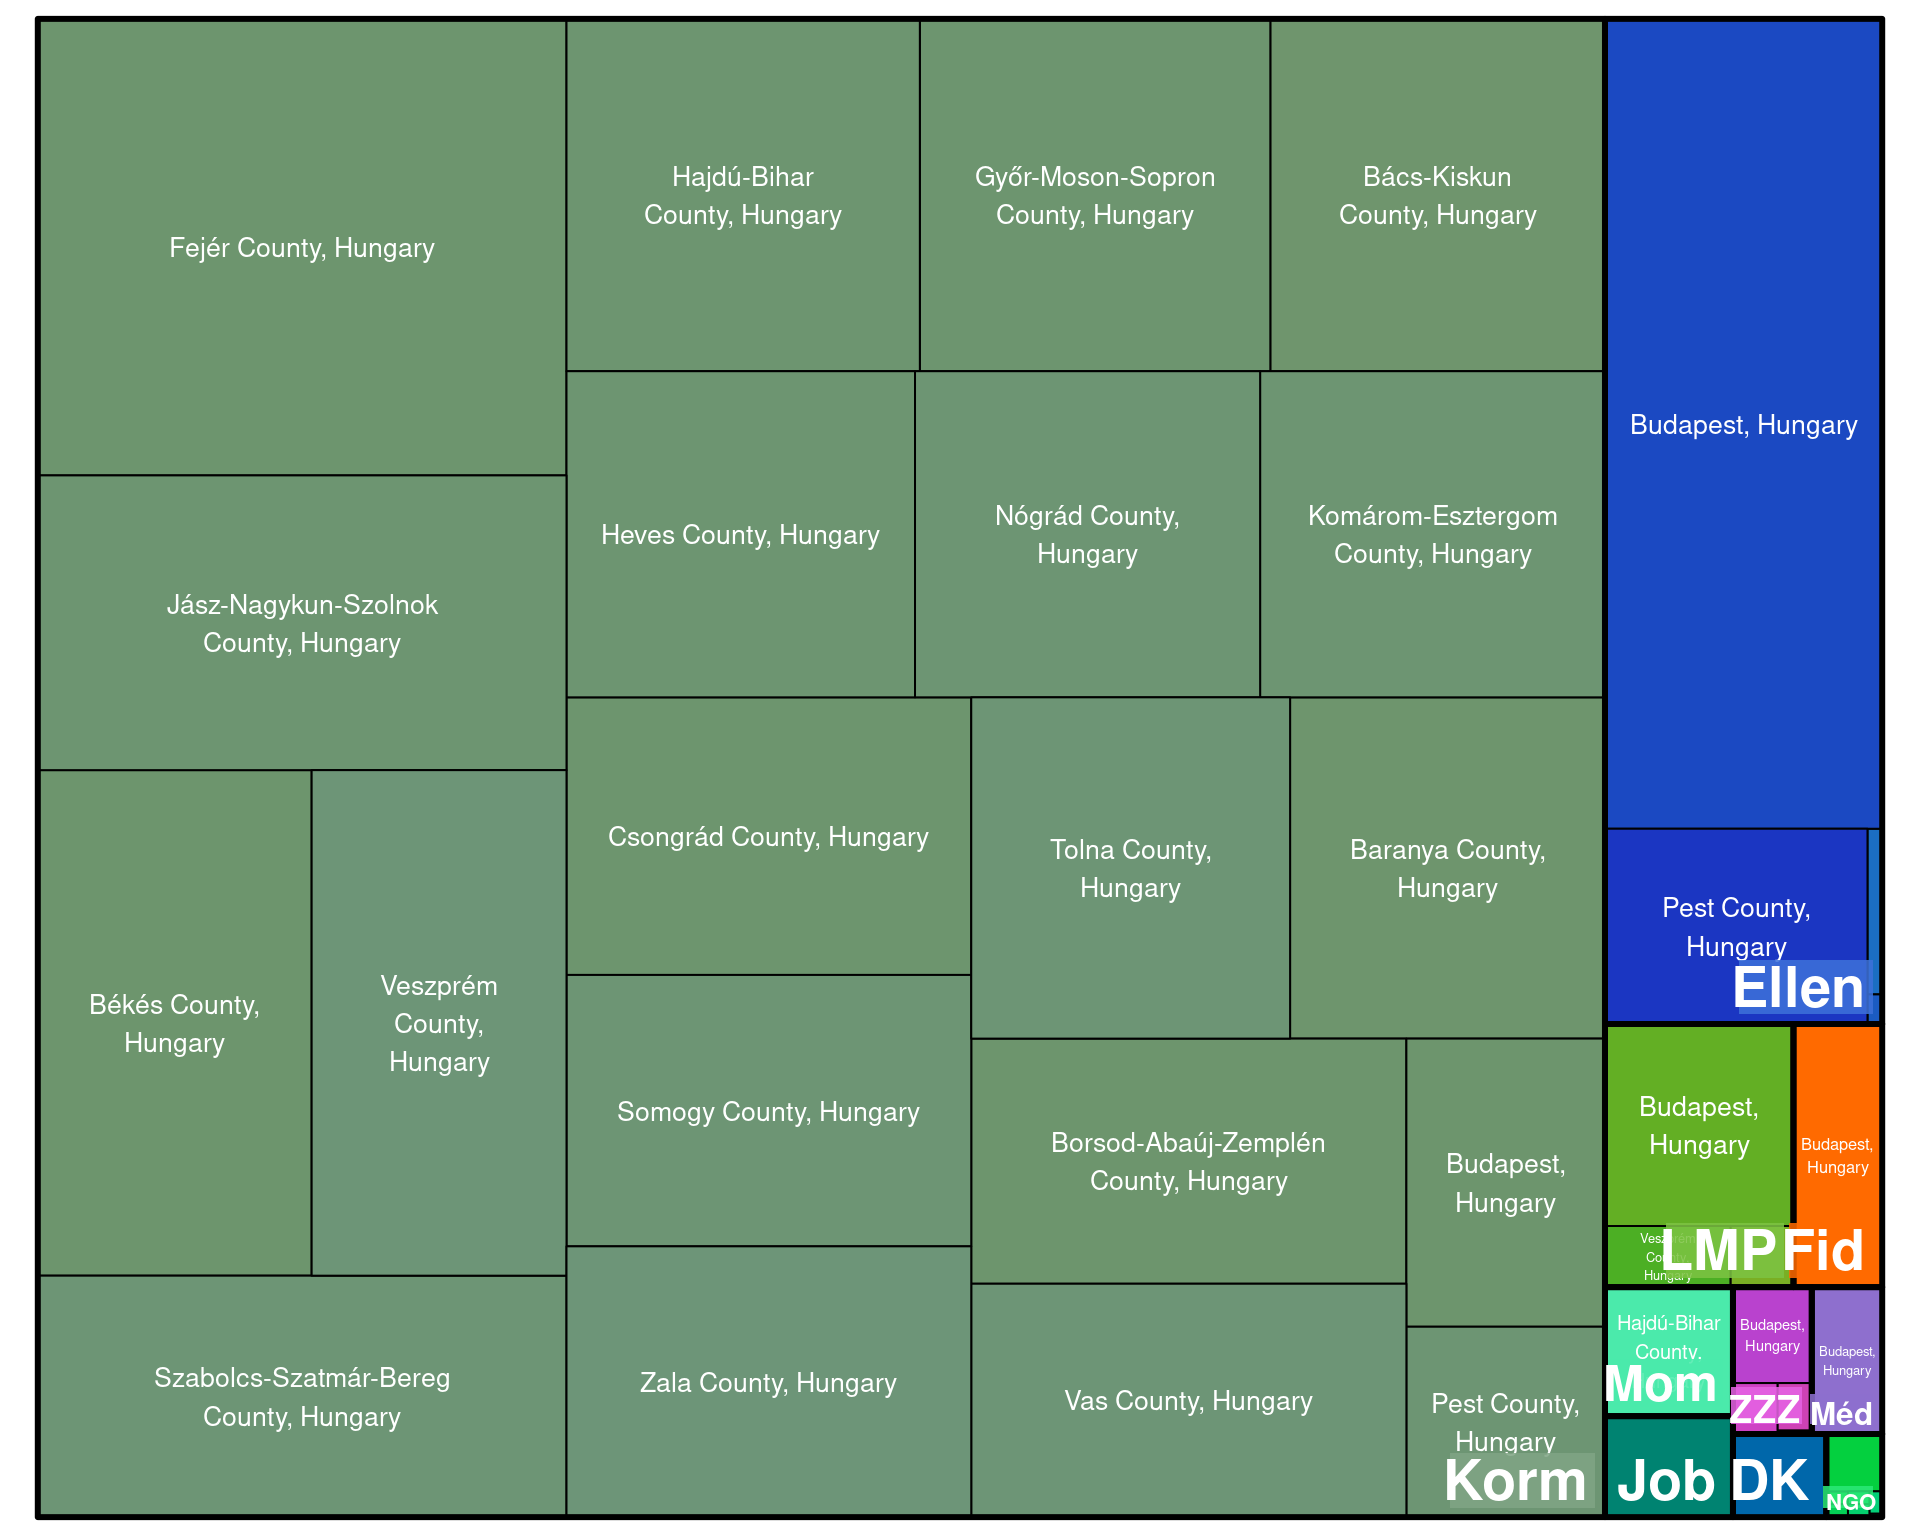 Fejér County, Hungary
Hajdú-Bihar
County, Hungary
Győr-Moson-Sopron
County, Hungary
Bács-Kiskun
County, Hungary
Budapest, Hungary
Jász-Nagykun-Szolnok
County, Hungary
Heves County, Hungary
Nógrád County,
Hungary
Komárom-Esztergom
County, Hungary
Békés County,
Hungary
Veszprém
County,
Hungary
Csongrád County, Hungary
Tolna County,
Hungary
Baranya County,
Hungary
Pest County,
Hungary
Ellen
Somogy County, Hungary
Borsod-Abaúj-Zemplén
County, Hungary
Budapest,
Hungary
Budapest,
Hungary
Budapest,
Hungary
Veszprém
County,
Hungary
LMP
Fid
Szabolcs-Szatmár-Bereg
County, Hungary
Zala County, Hungary
Vas County, Hungary
Pest County,
Hungary
Korm
Hajdú-Bihar
County,
Mom
Budapest,
Hungary
ZZZ
Budapest,
Hungary
Méd
Job
DK
NGO